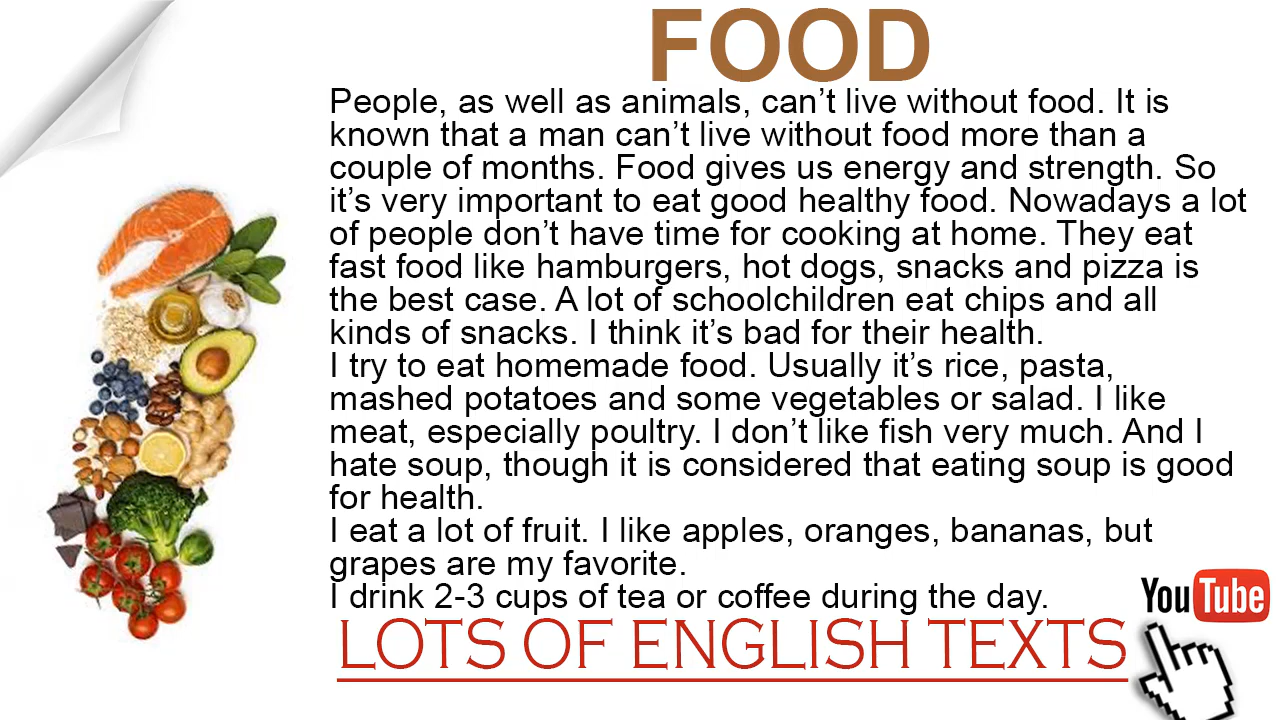 FOOD
People, as well as animals, can’t live without food. It is
known that a man can’t live without food more than a
couple of months. Food gives us energy and strength. So
it’s very important to eat good healthy food. Nowadays a lot
of people don’t have time for cooking at home. They eat
fast food like hamburgers, hot dogs, snacks and pizza is
the best case. A lot of schoolchildren eat chips and all
kinds of snacks. I think it’s bad for their health.
I try to eat homemade food. Usually it’s rice, pasta,
mashed potatoes and some vegetables or salad. I like
meat, especially poultry. I don’t like fish very much. And I
hate soup, though it is considered that eating soup is good
for health.
I eat a lot of fruit. I like apples, oranges, bananas, but
grapes are my favorite.
I drink 2-3 cups of tea or coffee during the day.
YouTube
LOTS OF ENGLISH TEXTS